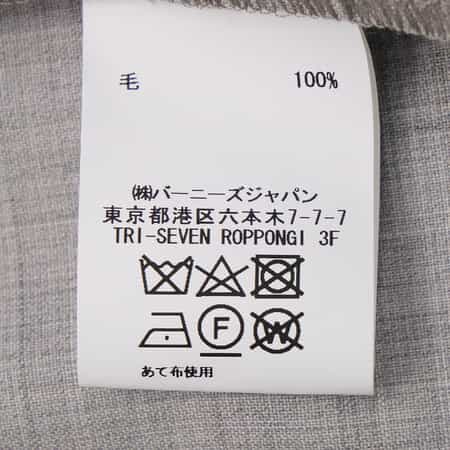 毛 100%
㈱バーニーズジャパン
東京都港区六本木7-7-7
TRI-SEVEN ROPPONGI 3F
F W
あて布使用